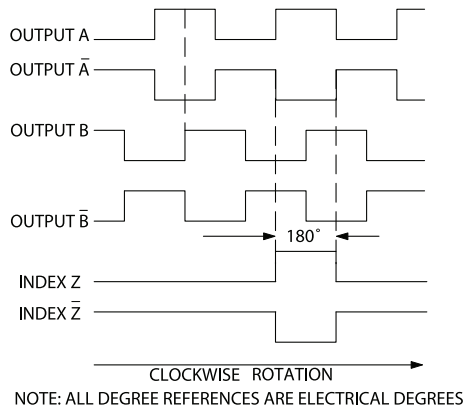 OUTPUT A
OUTPUT A̅
OUTPUT B
OUTPUT B̅
180°
INDEX Z
INDEX Z̅
CLOCKWISE ROTATION
NOTE: ALL DEGREE REFERENCES ARE ELECTRICAL DEGREES